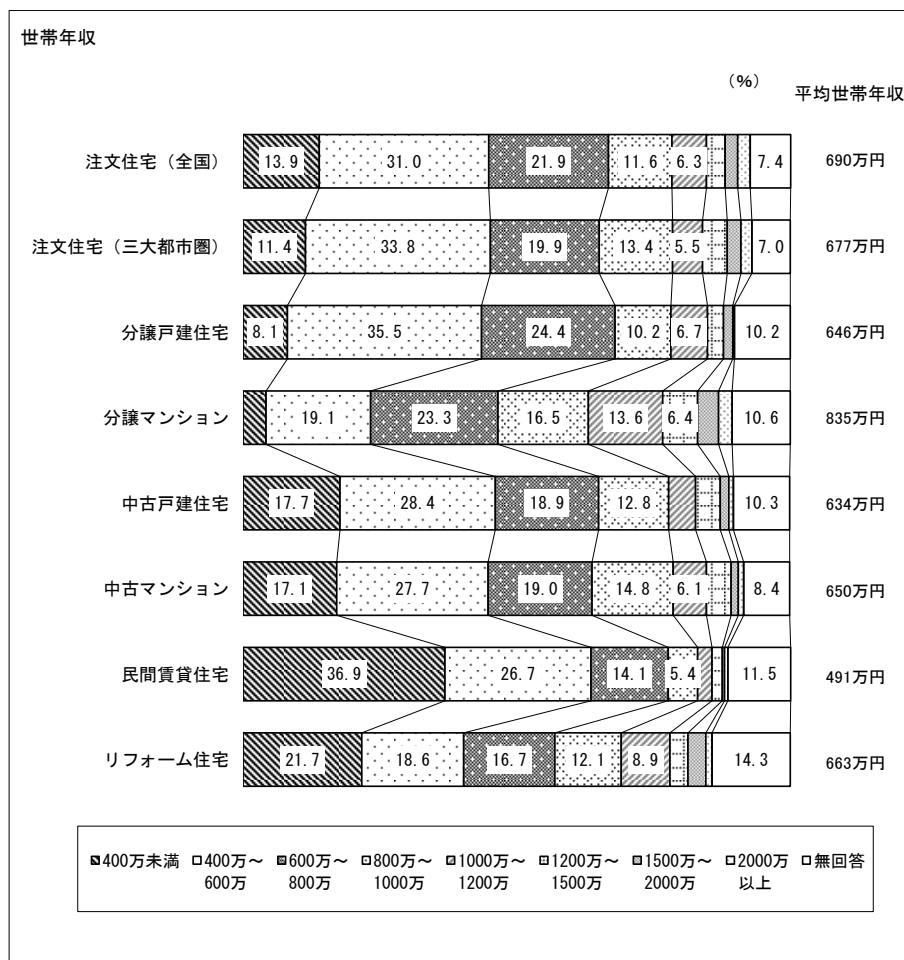 世帯年収
（%）
平均世帯年収
注文住宅（全国） 13.9 31.0 21.9 11.6 6.3 7.4 690万円
注文住宅（三大都市圏） 11.4 33.8 19.9 13.4 5.5 7.0 677万円
分譲戸建住宅 8.1 35.5 24.4 10.2 6.7 10.2 646万円
分譲マンション 19.1 23.3 16.5 13.6 6.4 10.6 835万円
中古戸建住宅 17.7 28.4 18.9 12.8 10.3 634万円
中古マンション 17.1 27.7 19.0 14.8 6.1 8.4 650万円
民間賃貸住宅 36.9 26.7 14.1 5.4 11.5 491万円
リフォーム住宅 21.7 18.6 16.7 12.1 8.9 14.3 663万円
400万未満 400万～ 600万～ 800万～ 1000万～ 1200万～ 1500万～ 2000万 無回答
600万 800万 1000万 1200万 1500万 2000万 以上